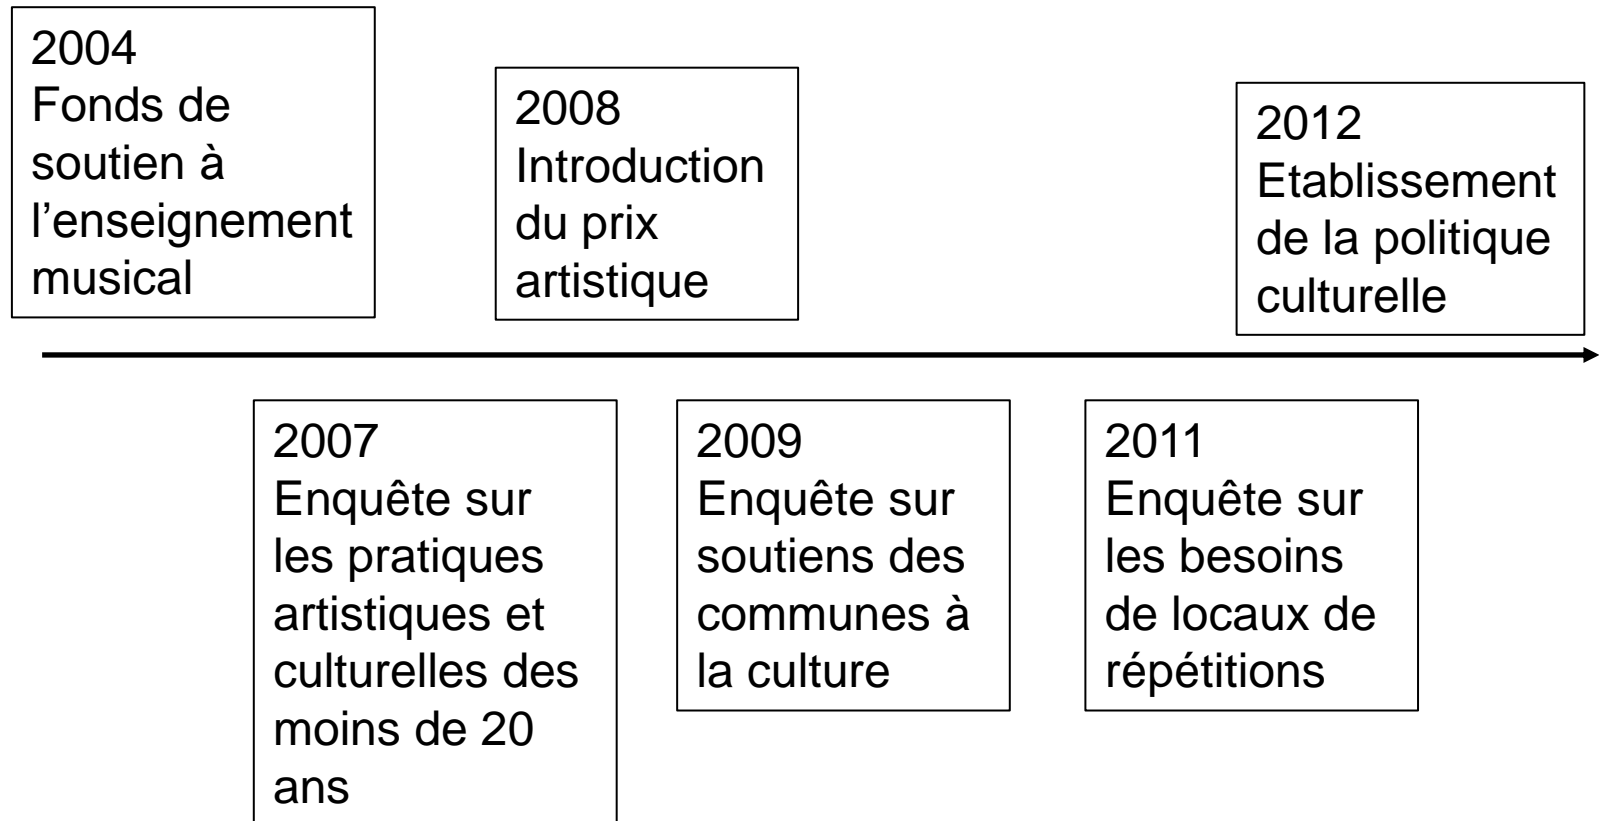 2004
Fonds de
soutien à
l’enseignement
musical
2008
Introduction
du prix
artistique
2012
Etablissement
de la politique
culturelle
2007
Enquête sur
les pratiques
artistiques et
culturelles des
moins de 20
ans
2009
Enquête sur
soutiens des
communes à
la culture
2011
Enquête sur
les besoins
de locaux de
répétitions